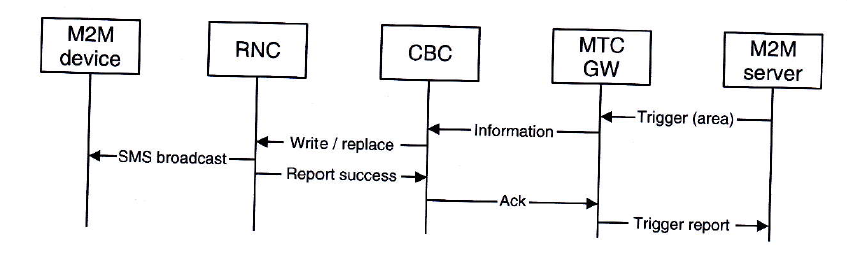 M2M
device
RNC
CBC
MTC
GW
M2M
server
Trigger (area)
Information
Write / replace
SMS broadcast
Report success
Ack
Trigger report